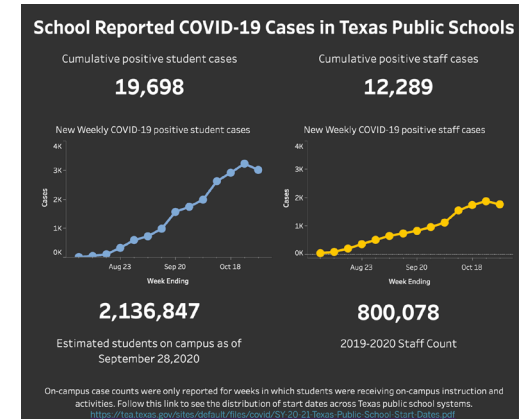 School Reported COVID-19 Cases in Texas Public Schools
Cumulative positive student cases
19,698
Cumulative positive staff cases
12,289
New Weekly COVID-19 positive student cases
4K
3K
2K
1K
0K
Cases
Aug 23
Sep 20
Oct 18
Week Ending
New Weekly COVID-19 positive staff cases
4K
3K
2K
1K
0K
Cases
Aug 23
Sep 20
Oct 18
Week Ending
2,136,847
Estimated students on campus as of
September 28,2020
800,078
2019-2020 Staff Count
On-campus case counts were only reported for weeks in which students were receiving on-campus instruction and
activities. Follow this link to see the distribution of start dates across Texas public school systems.
https://tea.texas.gov/sites/default/files/covid/SY-20-21-Texas-Public-School-Start-Dates.pdf